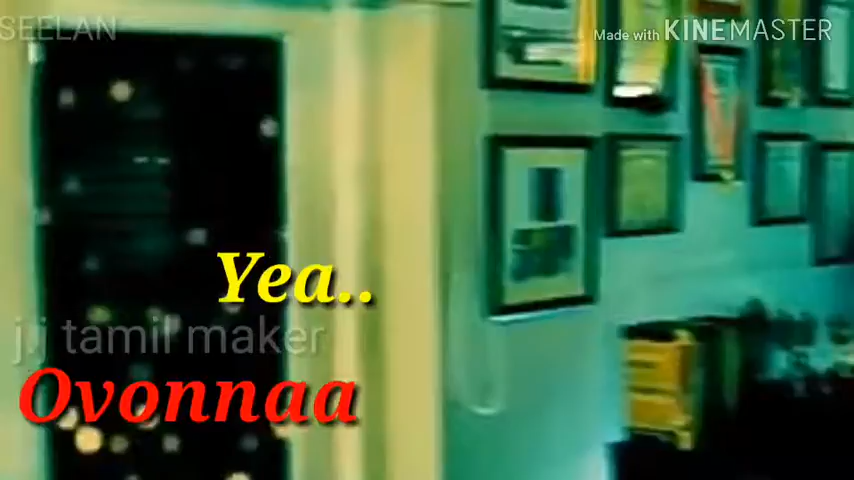 SEELAN
Made with KINEMASTER
Yea..
j.j tamil maker
Ovonnaa